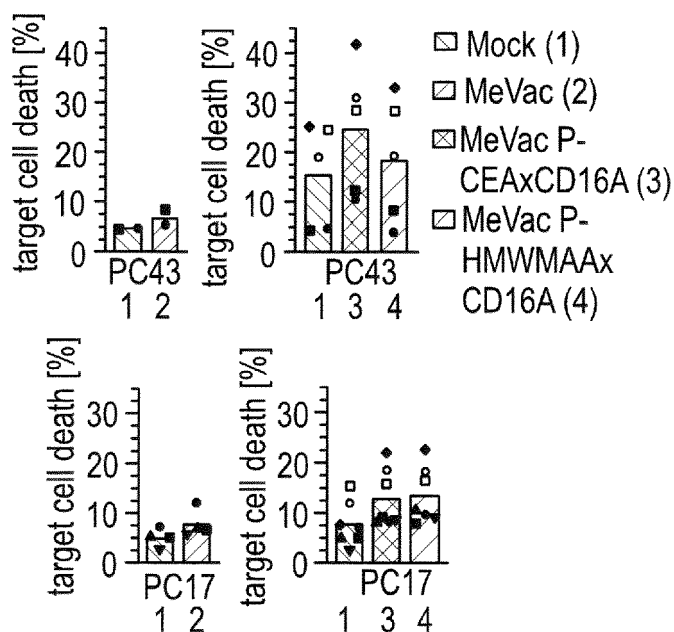 target cell death [%]
40
30
20
10
0
PC43
1 2
target cell death [%]
40
30
20
10
0
PC43
1 3 4
Mock (1)
MeVac (2)
MeVac P-
CEAxCD16A (3)
MeVac P-
HMWMAAx
CD16A (4)
target cell death [%]
30
20
10
0
PC17
1 2
target cell death [%]
30
20
10
0
PC17
1 3 4